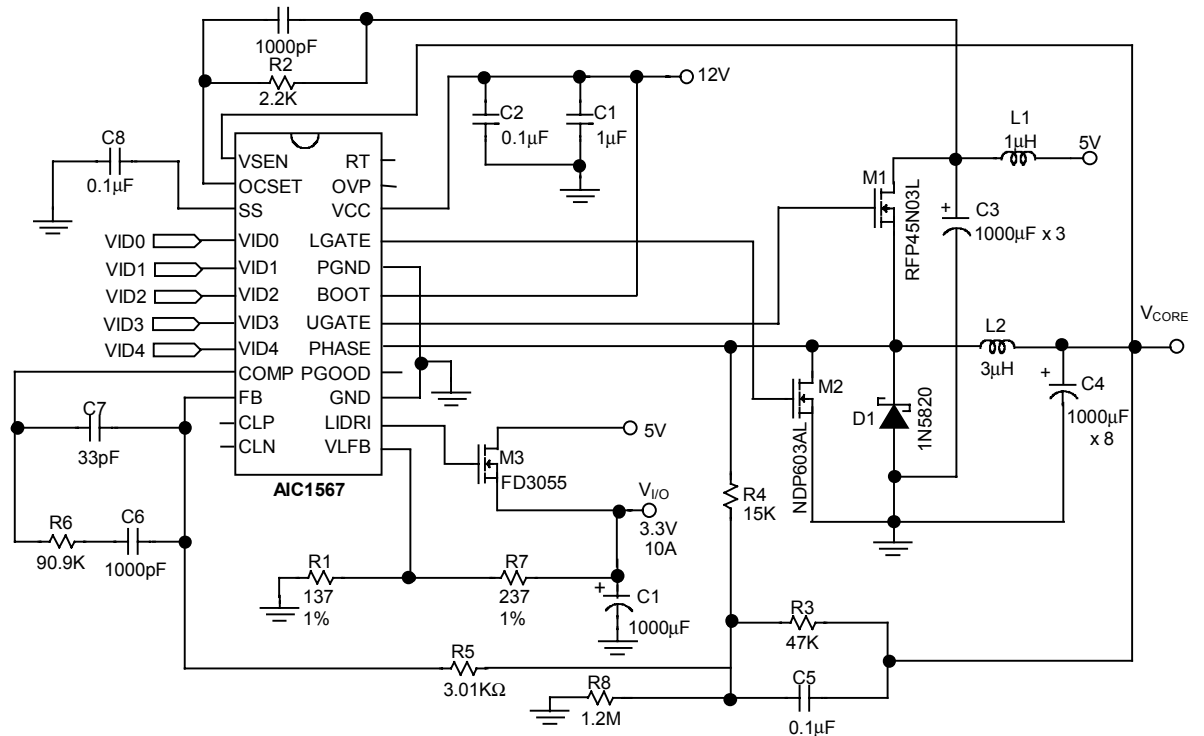 1000pF
R2
2.2K
12V
C2
0.1µF
C1
1µF
L1
1µH
5V
C8
0.1µF
VSEN
OCSET
SS
VID0
VID1
VID2
VID3
VID4
COMP
FB
CLP
CLN
RT
OVP
VCC
LGATE
PGND
BOOT
UGATE
PHASE
PGOOD
GND
LIDRI
VLFB
AIC1567
VID0
VID1
VID2
VID3
VID4
M1
RFP45N03L
+
C3
1000µF x 3
VCORE
L2
3µH
+
C4
1000µF
x 8
M2
NDP603AL
D1
1N5820
C7
33pF
R6
90.9K
C6
1000pF
5V
M3
FD3055
VI/O
3.3V
10A
R4
15K
R1
137
1%
R7
237
1%
+
C1
1000µF
R3
47K
R5
3.01KΩ
R8
1.2M
C5
0.1µF